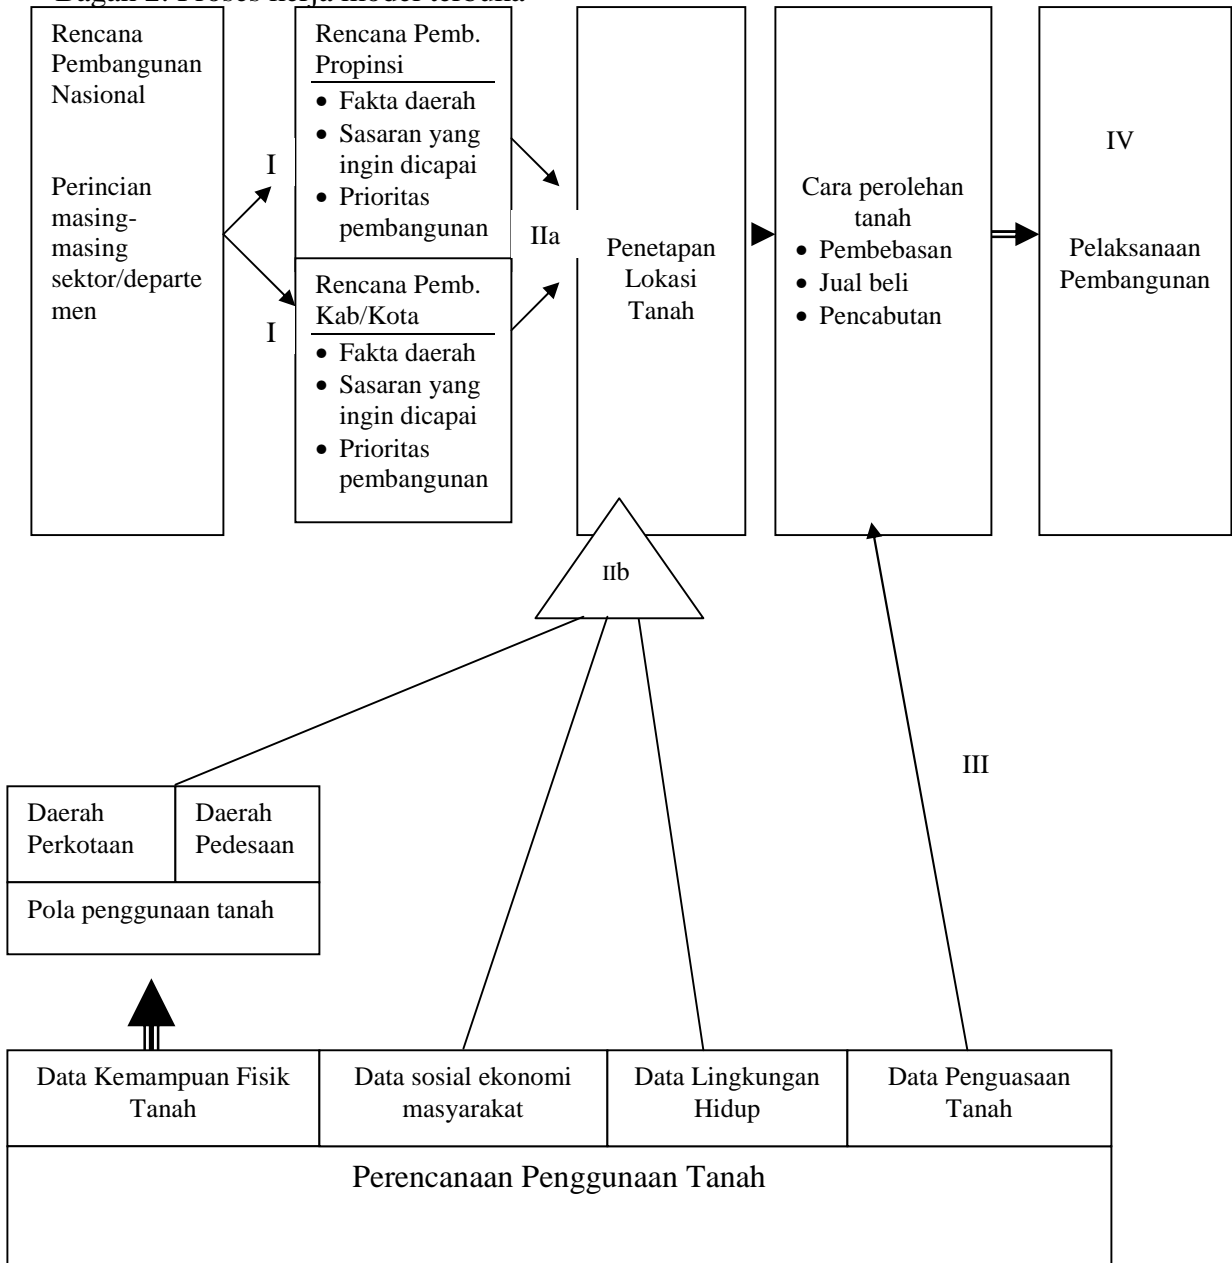 Bagan 2. Proses kerja model terbuka
Rencana
Pembangunan
Nasional
Perincian
masing-
masing
sektor/departe
men
I
I
Rencana Pemb.
Propinsi
• Fakta daerah
• Sasaran yang
ingin dicapai
• Prioritas
pembangunan
Rencana Pemb.
Kab/Kota
• Fakta daerah
• Sasaran yang
ingin dicapai
• Prioritas
pembangunan
IIa
Penetapan
Lokasi
Tanah
Cara perolehan
tanah
• Pembebasan
• Jual beli
• Pencabutan
IV
Pelaksanaan
Pembangunan
IIb
III
Daerah
Perkotaan
Daerah
Pedesaan
Pola penggunaan tanah
Data Kemampuan Fisik
Tanah
Data sosial ekonomi
masyarakat
Data Lingkungan
Hidup
Data Penguasaan
Tanah
Perencanaan Penggunaan Tanah